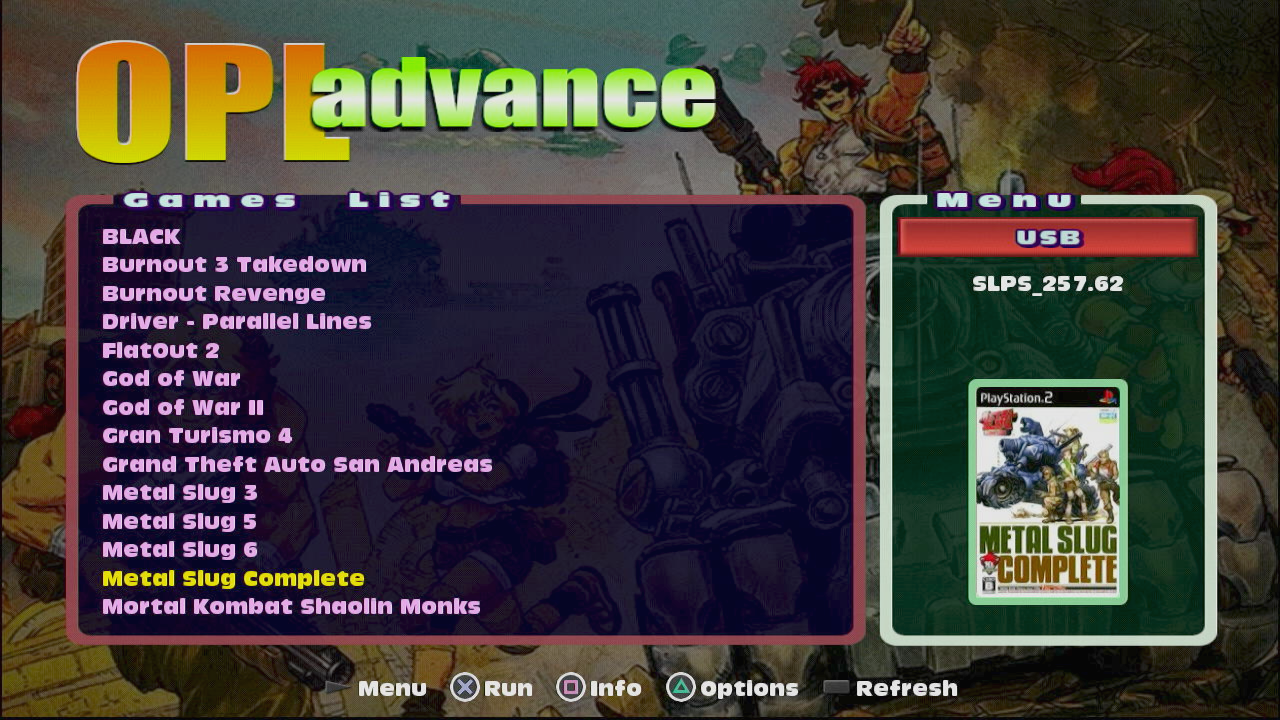 OPL advance
Games List
BLACK
Burnout 3 Takedown
Burnout Revenge
Driver - Parallel Lines
FlatOut 2
God of War
God of War II
Gran Turismo 4
Grand Theft Auto San Andreas
Metal Slug 3
Metal Slug 5
Metal Slug 6
Metal Slug Complete
Mortal Kombat Shaolin Monks
Menu
USB
SLPS_257.62
PlayStation.2
METAL SLUG
COMPLETE
Menu Run Info Options Refresh